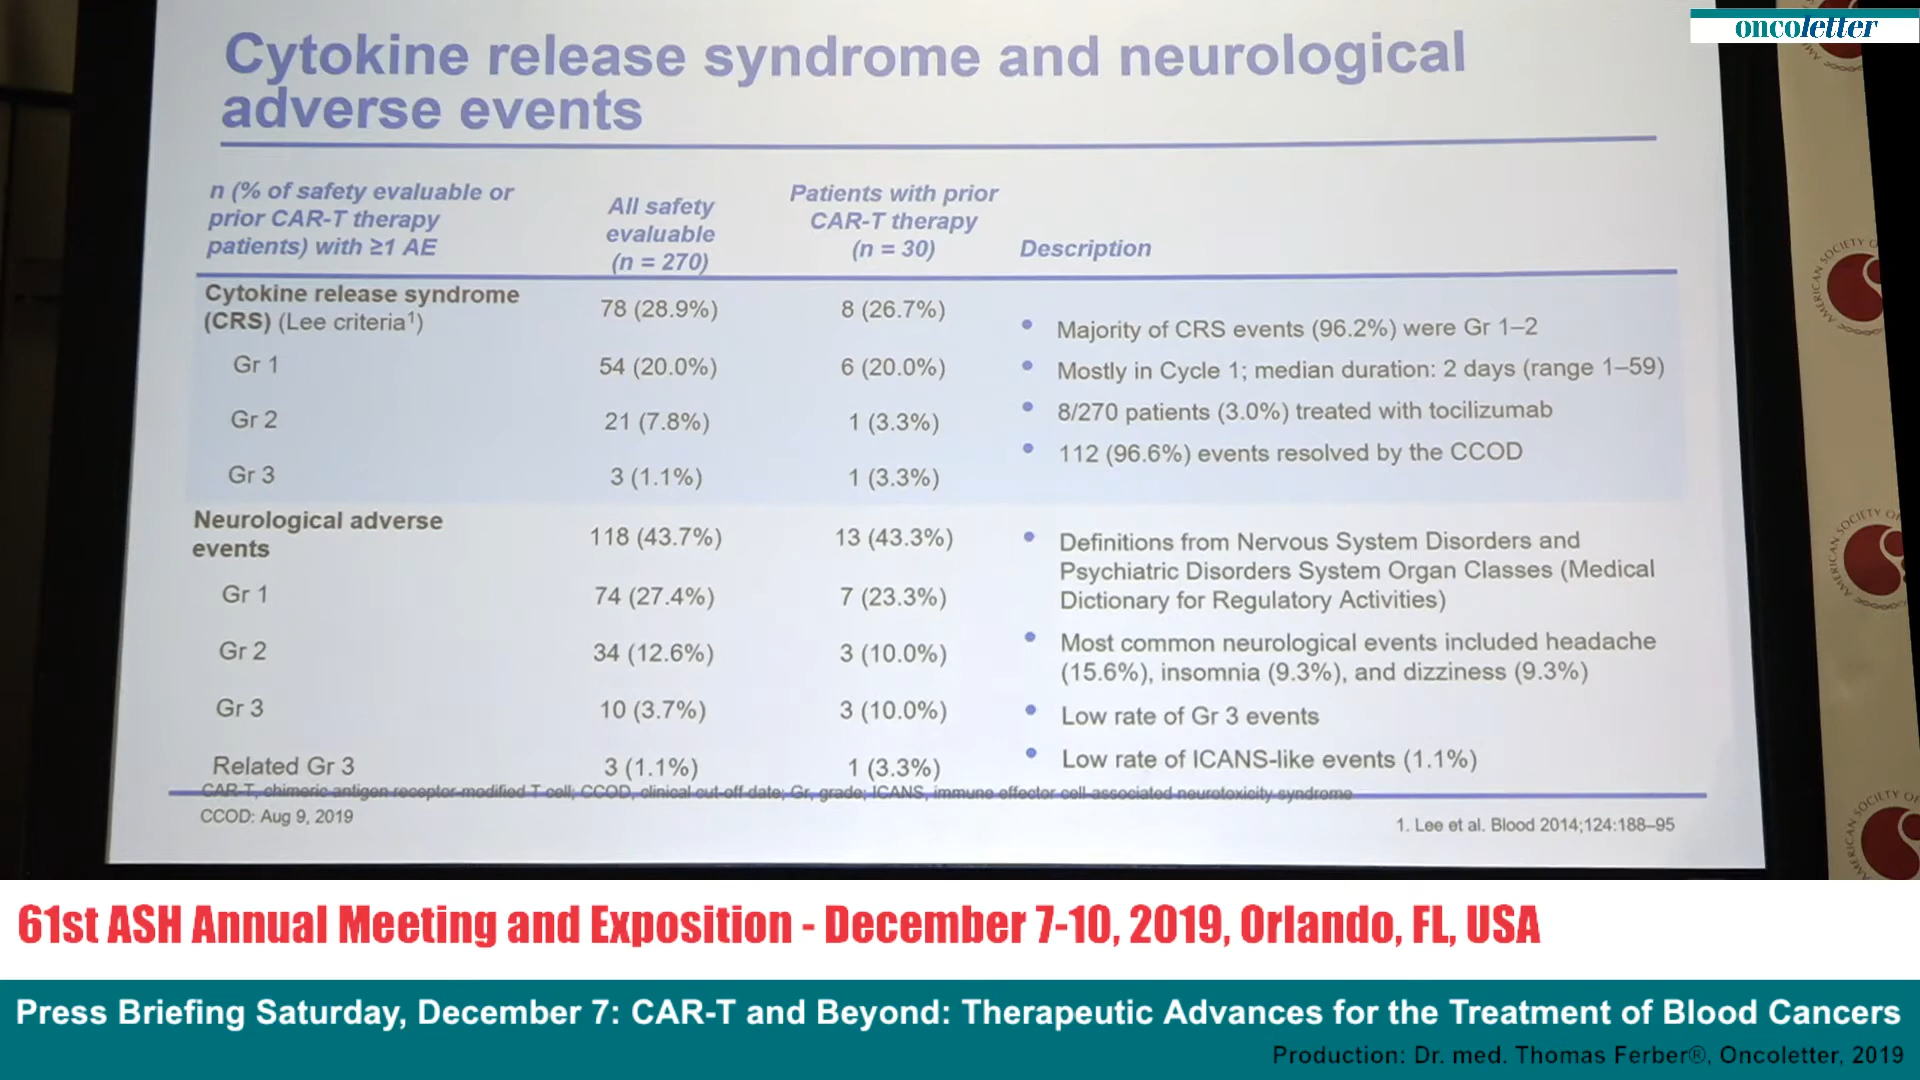 oncoletter
Cytokine release syndrome and neurological
adverse events
n (% of safety evaluable or
prior CAR-T therapy
patients) with ≥1 AE
All safety
evaluable
(n = 270)
Patients with prior
CAR-T therapy
(n = 30)
Description
Cytokine release syndrome
(CRS) (Lee criteria¹)
78 (28.9%)
8 (26.7%)
Gr 1
54 (20.0%)
6 (20.0%)
Gr 2
21 (7.8%)
1 (3.3%)
Gr 3
3 (1.1%)
1 (3.3%)
• Majority of CRS events (96.2%) were Gr 1–2
• Mostly in Cycle 1; median duration: 2 days (range 1–59)
• 8/270 patients (3.0%) treated with tocilizumab
• 112 (96.6%) events resolved by the CCOD
Neurological adverse
events
118 (43.7%)
13 (43.3%)
Gr 1
74 (27.4%)
7 (23.3%)
Gr 2
34 (12.6%)
3 (10.0%)
Gr 3
10 (3.7%)
3 (10.0%)
Related Gr 3
3 (1.1%)
1 (3.3%)
• Definitions from Nervous System Disorders and
Psychiatric Disorders System Organ Classes (Medical
Dictionary for Regulatory Activities)
• Most common neurological events included headache
(15.6%), insomnia (9.3%), and dizziness (9.3%)
• Low rate of Gr 3 events
• Low rate of ICANS-like events (1.1%)
CAR-T, chimeric antigen receptor-modified T cell; CCOD, clinical cut-off date; Gr, grade; ICANS, immune effector cell-associated neurotoxicity syndrome
CCOD: Aug 9, 2019
1. Lee et al. Blood 2014;124:188–95
AMERICAN SOCIETY O
AMERICAN SOCIETY OF
AMERICAN SOCIETY OF
61st ASH Annual Meeting and Exposition - December 7-10, 2019, Orlando, FL, USA
Press Briefing Saturday, December 7: CAR-T and Beyond: Therapeutic Advances for the Treatment of Blood Cancers
Production: Dr. med. Thomas Ferber®, Oncoletter, 2019